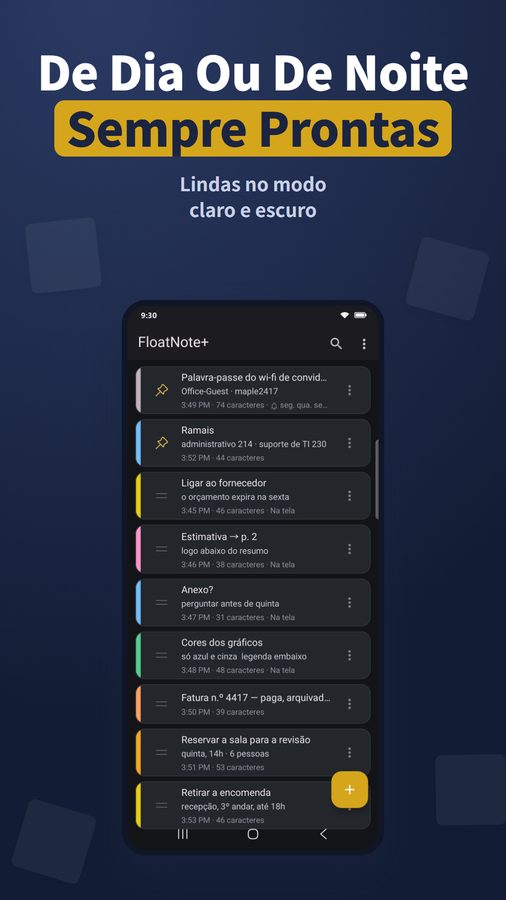 De Dia Ou De Noite
Sempre Prontas
Lindas no modo
claro e escuro
9:30
FloatNote+
Palavra-passe do wi-fi de convid…
Office-Guest · maple2417
3:49 PM · 74 caracteres · seg. qua. se…
Ramais
administrativo 214 · suporte de TI 230
3:52 PM · 44 caracteres
Ligar ao fornecedor
o orçamento expira na sexta
3:45 PM · 46 caracteres · Na tela
Estimativa → p. 2
logo abaixo do resumo
3:46 PM · 38 caracteres · Na tela
Anexo?
perguntar antes de quinta
3:47 PM · 31 caracteres · Na tela
Cores dos gráficos
só azul e cinza legenda embaixo
3:48 PM · 48 caracteres · Na tela
Fatura n.º 4417 — paga, arquivad…
3:50 PM · 39 caracteres
Reservar a sala para a revisão
quinta, 14h · 6 pessoas
3:51 PM · 53 caracteres
Retirar a encomenda
recepção, 3º andar, até 18h
3:53 PM · 46 caracteres